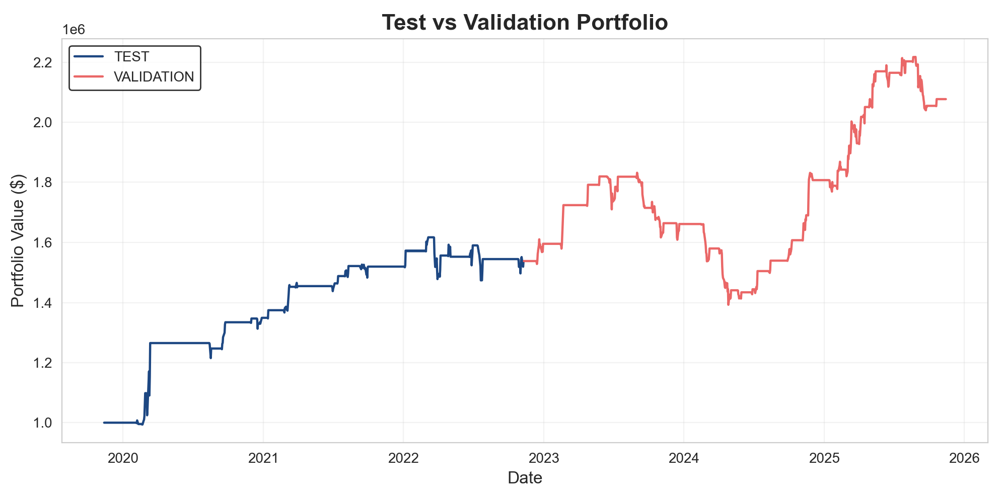 Test vs Validation Portfolio
1e6
TEST
VALIDATION
2.2
2.0
1.8
1.6
1.4
1.2
1.0
Portfolio Value ($)
2020 2021 2022 2023 2024 2025 2026
Date